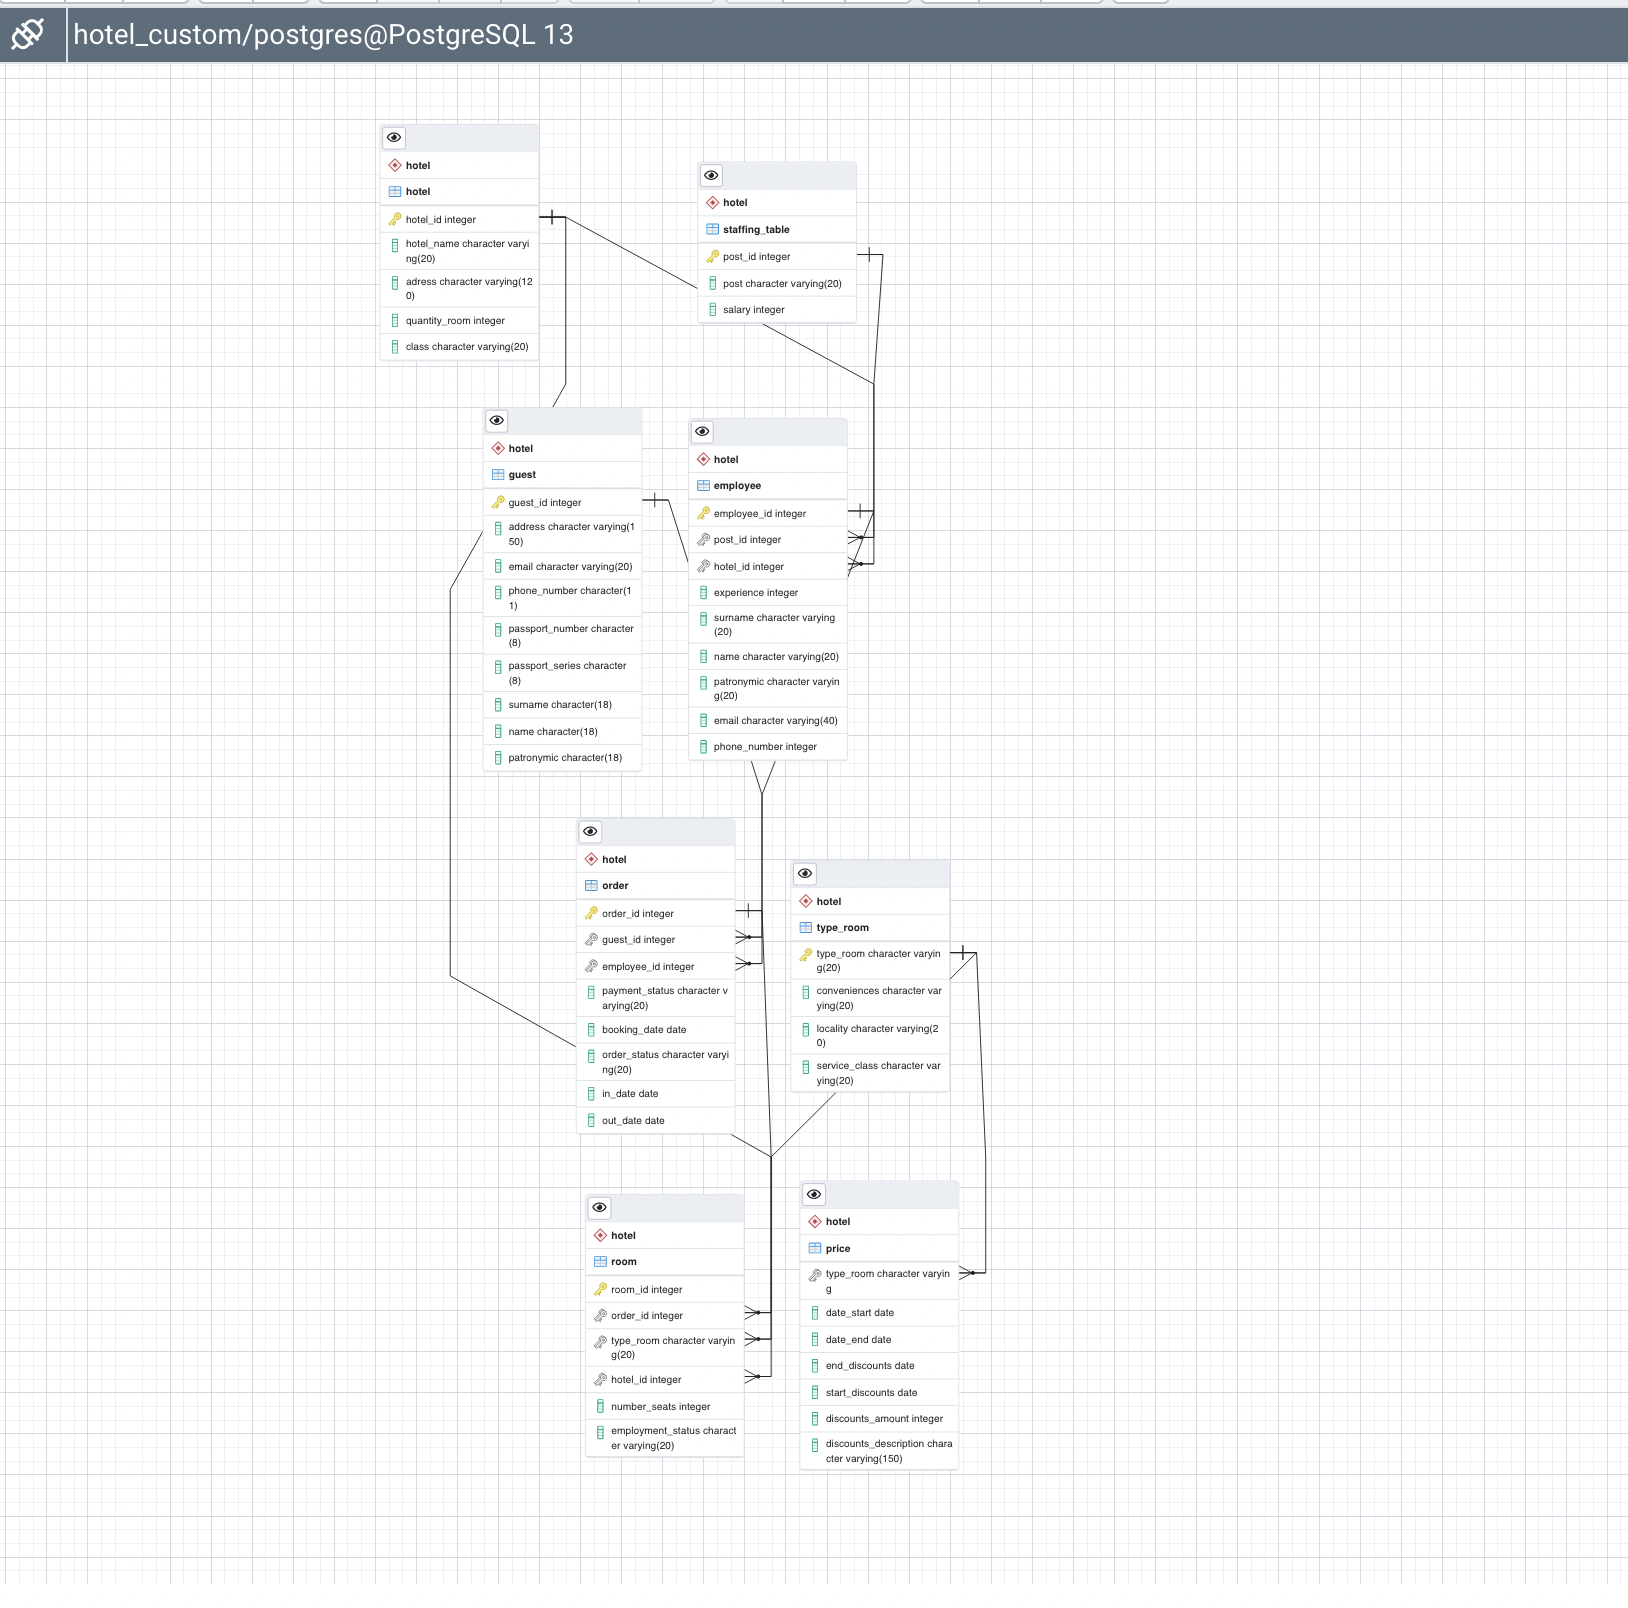 hotel_custom/postgres@PostgreSQL 13
hotel
hotel
hotel_id integer
hotel_name character varyi
ng(20)
adress character varying(12
0)
quantity_room integer
class character varying(20)
hotel
staffing_table
post_id integer
post character varying(20)
salary integer
hotel
guest
guest_id integer
address character varying(1
50)
email character varying(20)
phone_number character(1
1)
passport_number character
(8)
passport_series character
(8)
surname character(18)
name character(18)
patronymic character(18)
hotel
employee
employee_id integer
post_id integer
hotel_id integer
experience integer
surname character varying
(20)
name character varying(20)
patronymic character varyin
g(20)
email character varying(40)
phone_number integer
hotel
order
order_id integer
guest_id integer
employee_id integer
payment_status character v
arying(20)
booking_date date
order_status character varyi
ng(20)
in_date date
out_date date
hotel
type_room
type_room character varyin
g(20)
conveniences character var
ying(20)
locality character varying(2
0)
service_class character var
ying(20)
hotel
room
room_id integer
order_id integer
type_room character varyin
g(20)
hotel_id integer
number_seats integer
employment_status charact
er varying(20)
hotel
price
type_room character varyin
g
date_start date
date_end date
end_discounts date
start_discounts date
discounts_amount integer
discounts_description chara
cter varying(150)